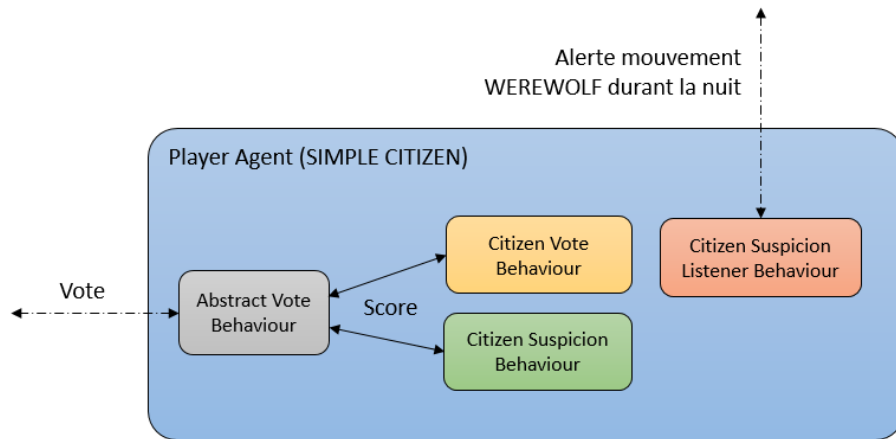 Alerte mouvement
WEREWOLF durant la nuit
Player Agent (SIMPLE CITIZEN)
Citizen Vote
Behaviour
Citizen Suspicion
Listener Behaviour
Vote
Abstract Vote
Behaviour
Score
Citizen Suspicion
Behaviour